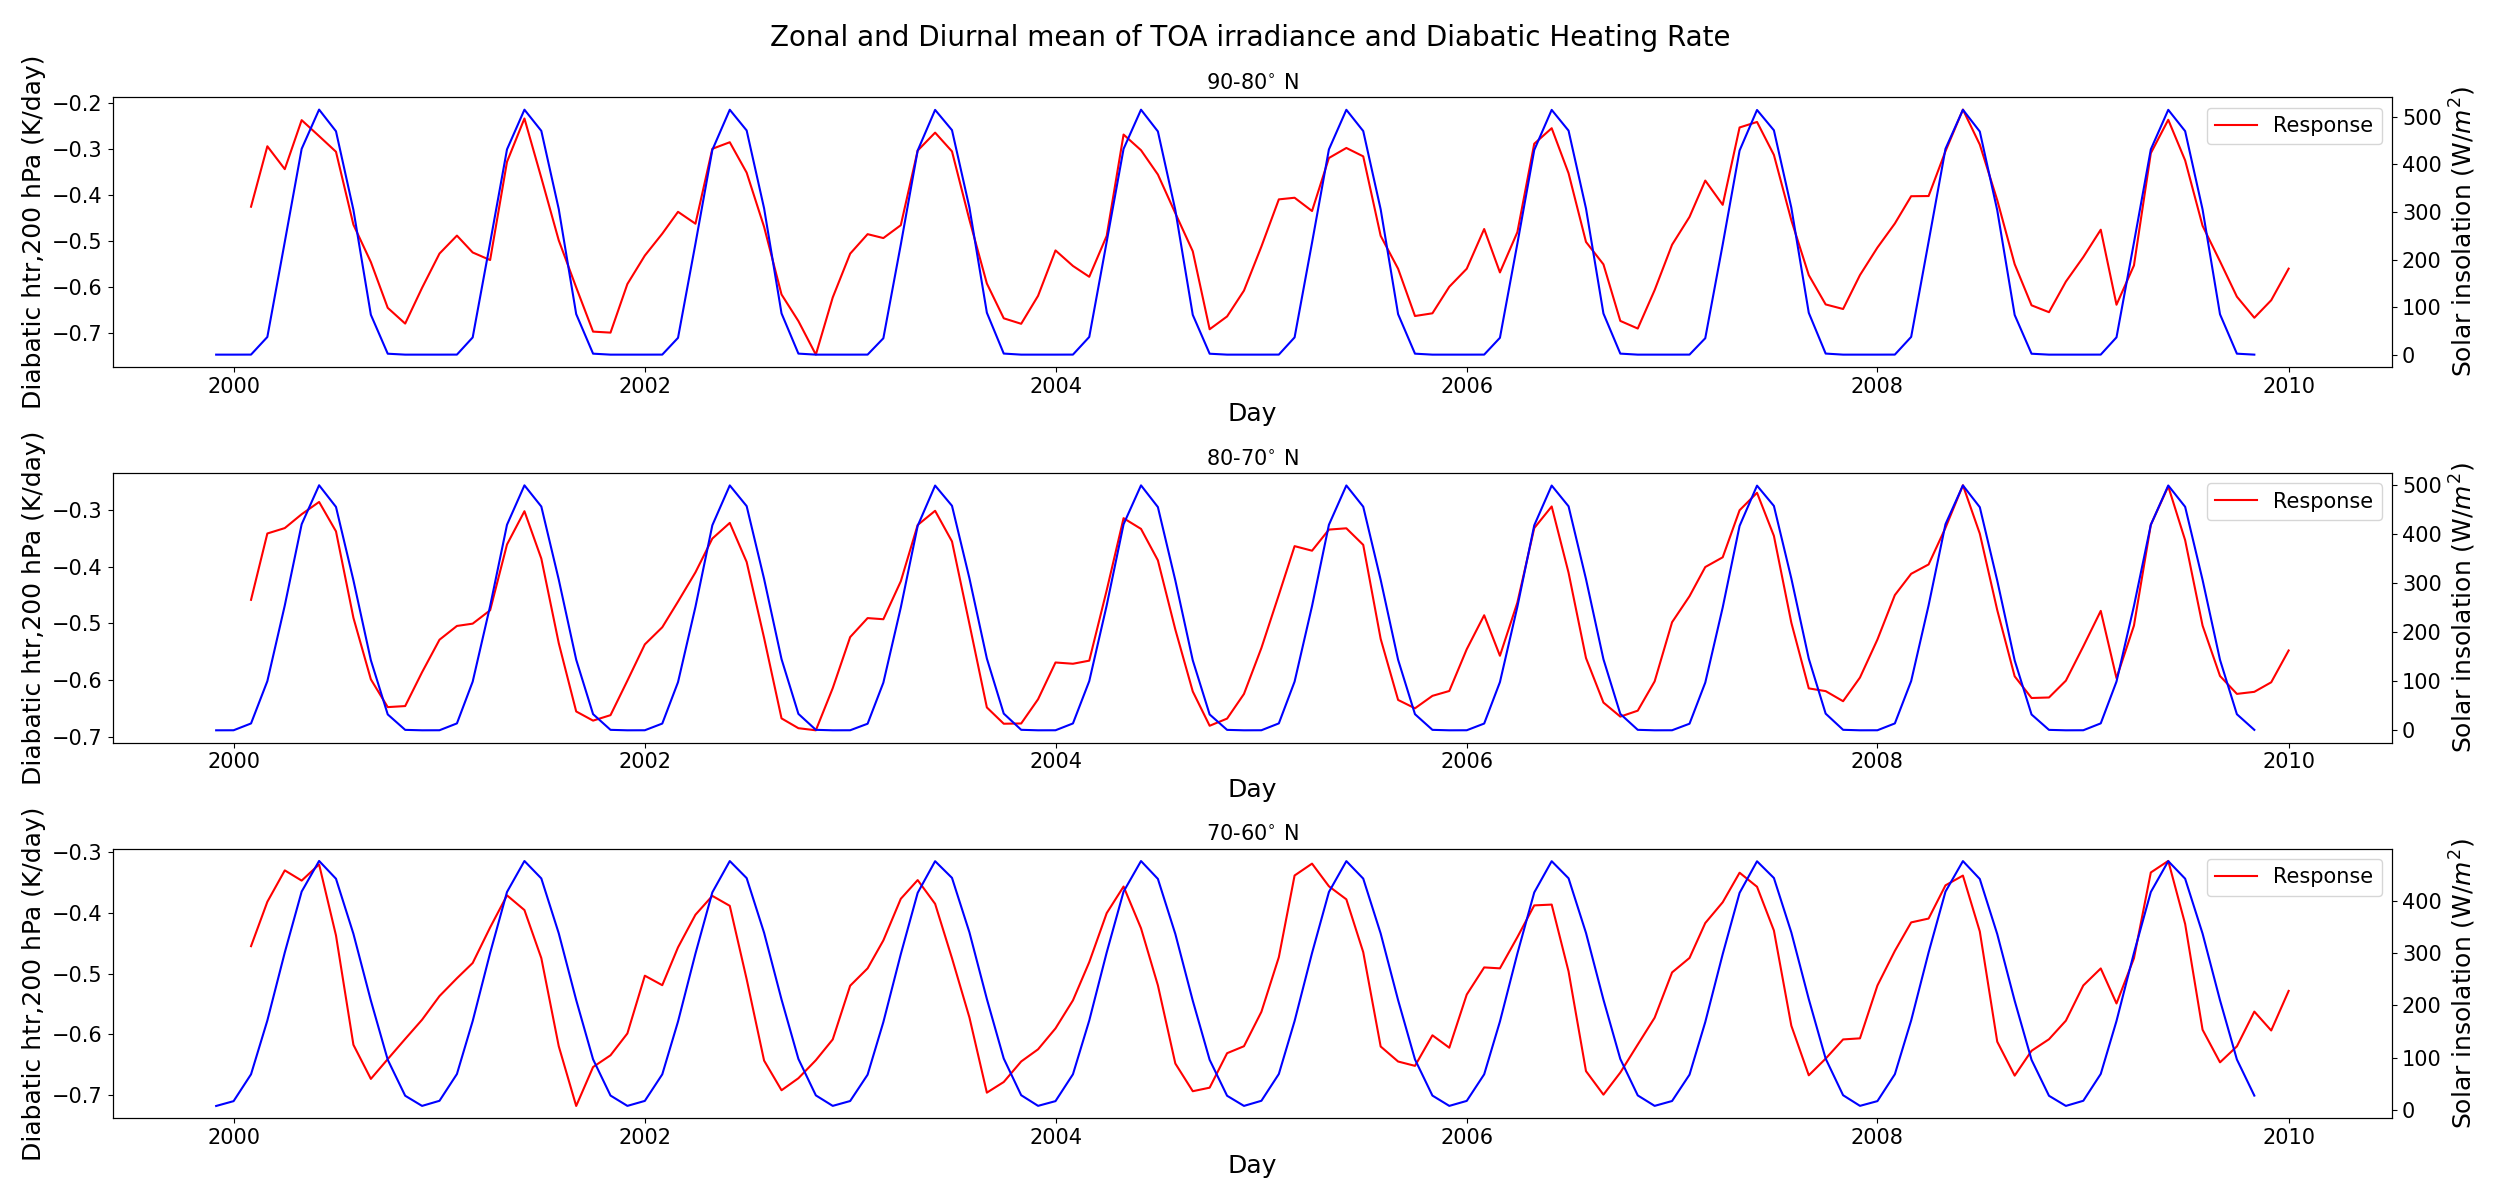 Zonal and Diurnal mean of TOA irradiance and Diabatic Heating Rate
90-80° N
Diabatic htr,200 hPa (K/day)
−0.2
−0.3
−0.4
−0.5
−0.6
−0.7
Response
500
400
300
200
100
0
Solar insolation (W/m²)
2000 2002 2004 2006 2008 2010
Day
80-70° N
Diabatic htr,200 hPa (K/day)
−0.3
−0.4
−0.5
−0.6
−0.7
Response
500
400
300
200
100
0
Solar insolation (W/m²)
2000 2002 2004 2006 2008 2010
Day
70-60° N
Diabatic htr,200 hPa (K/day)
−0.3
−0.4
−0.5
−0.6
−0.7
Response
400
300
200
100
0
Solar insolation (W/m²)
2000 2002 2004 2006 2008 2010
Day